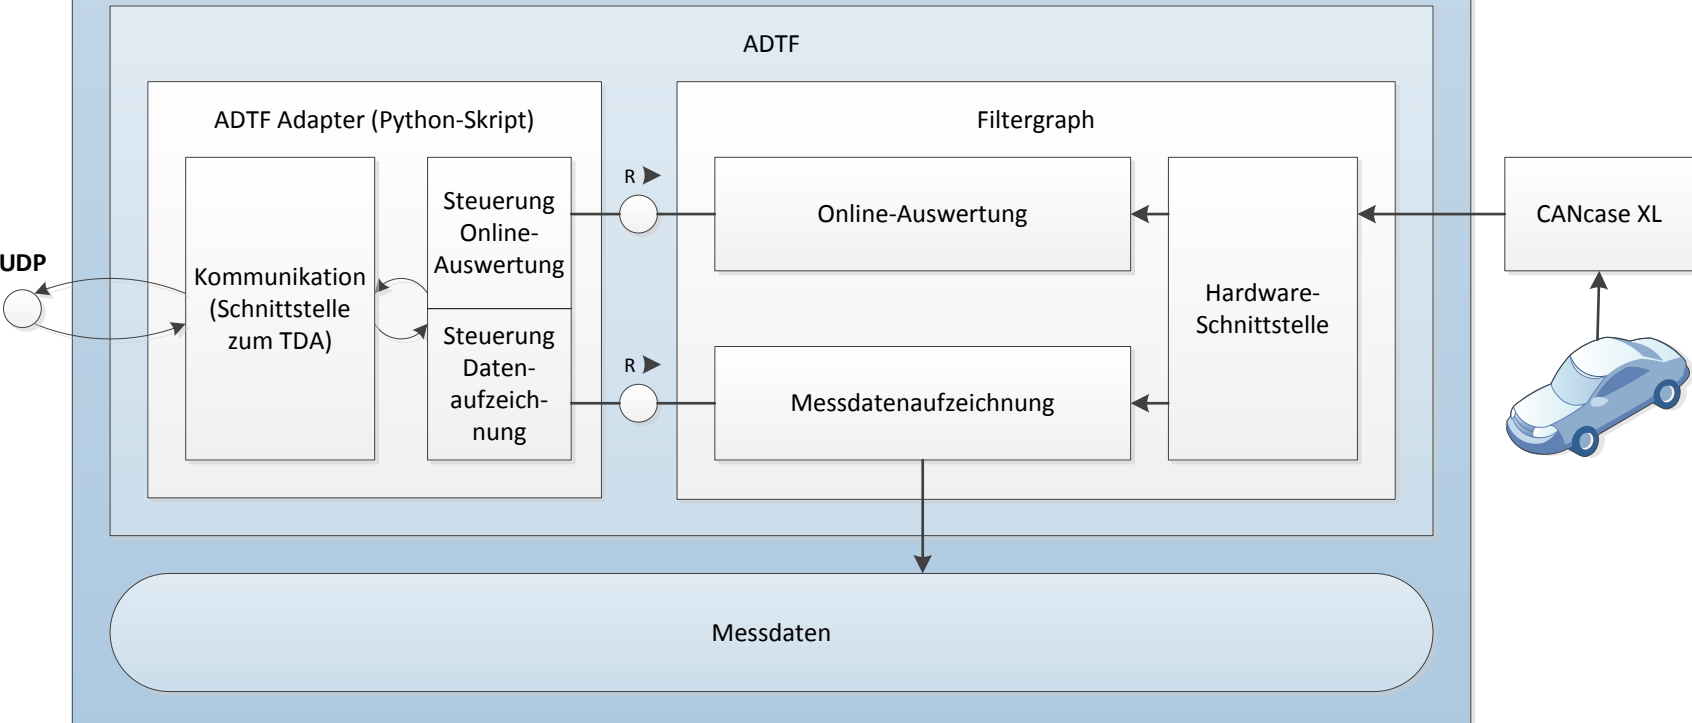 ADTF
ADTF Adapter (Python-Skript)
Filtergraph
UDP
Kommunikation
(Schnittstelle
zum TDA)
Steuerung
Online-
Auswertung
Steuerung
Daten-
aufzeich-
nung
R
R
Online-Auswertung
Messdatenaufzeichnung
Hardware-
Schnittstelle
CANcase XL
Messdaten